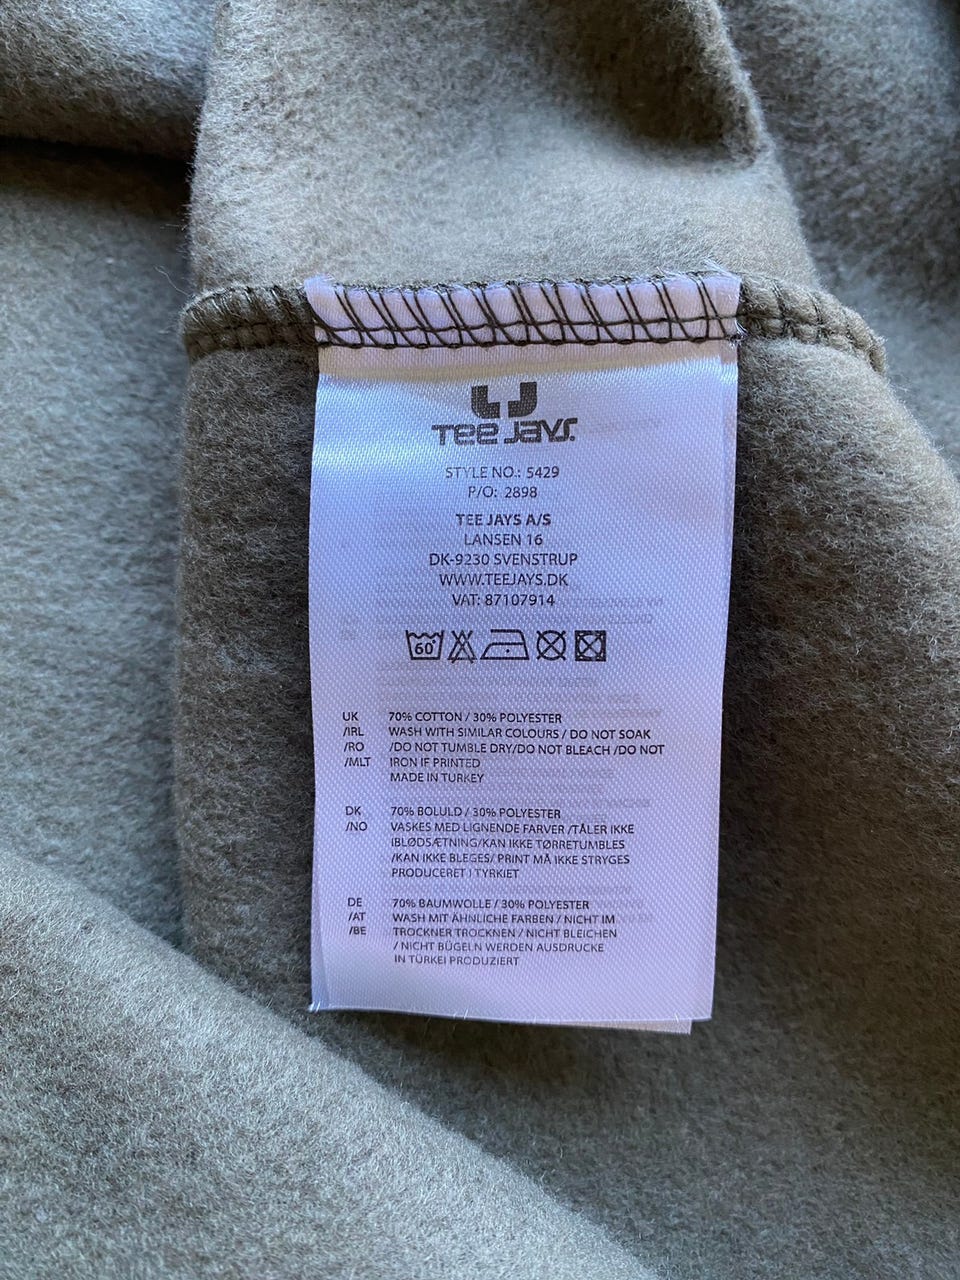 TEE JAYS.
STYLE NO.: 5429
P/O: 2898
TEE JAYS A/S
LANSEN 16
DK-9230 SVENSTRUP
WWW.TEEJAYS.DK
VAT: 87107914
60°
UK 70% COTTON / 30% POLYESTER
/IRL WASH WITH SIMILAR COLOURS / DO NOT SOAK
/RO /DO NOT TUMBLE DRY/DO NOT BLEACH /DO NOT
/MLT IRON IF PRINTED
MADE IN TURKEY
DK 70% BOLULD / 30% POLYESTER
/NO VASKES MED LIGNENDE FARVER /TÅLER IKKE
IBLØDSÆTNING/KAN IKKE TØRRETUMBLES
/KAN IKKE BLEGES/ PRINT MÅ IKKE STRYGES
PRODUCERET I TYRKIET
DE 70% BAUMWOLLE / 30% POLYESTER
/AT WASH MIT ÄHNLICHE FARBEN / NICHT IM
/BE TROCKNER TROCKNEN / NICHT BLEICHEN
/ NICHT BÜGELN WERDEN AUSDRUCKE
IN TÜRKEI PRODUZIERT